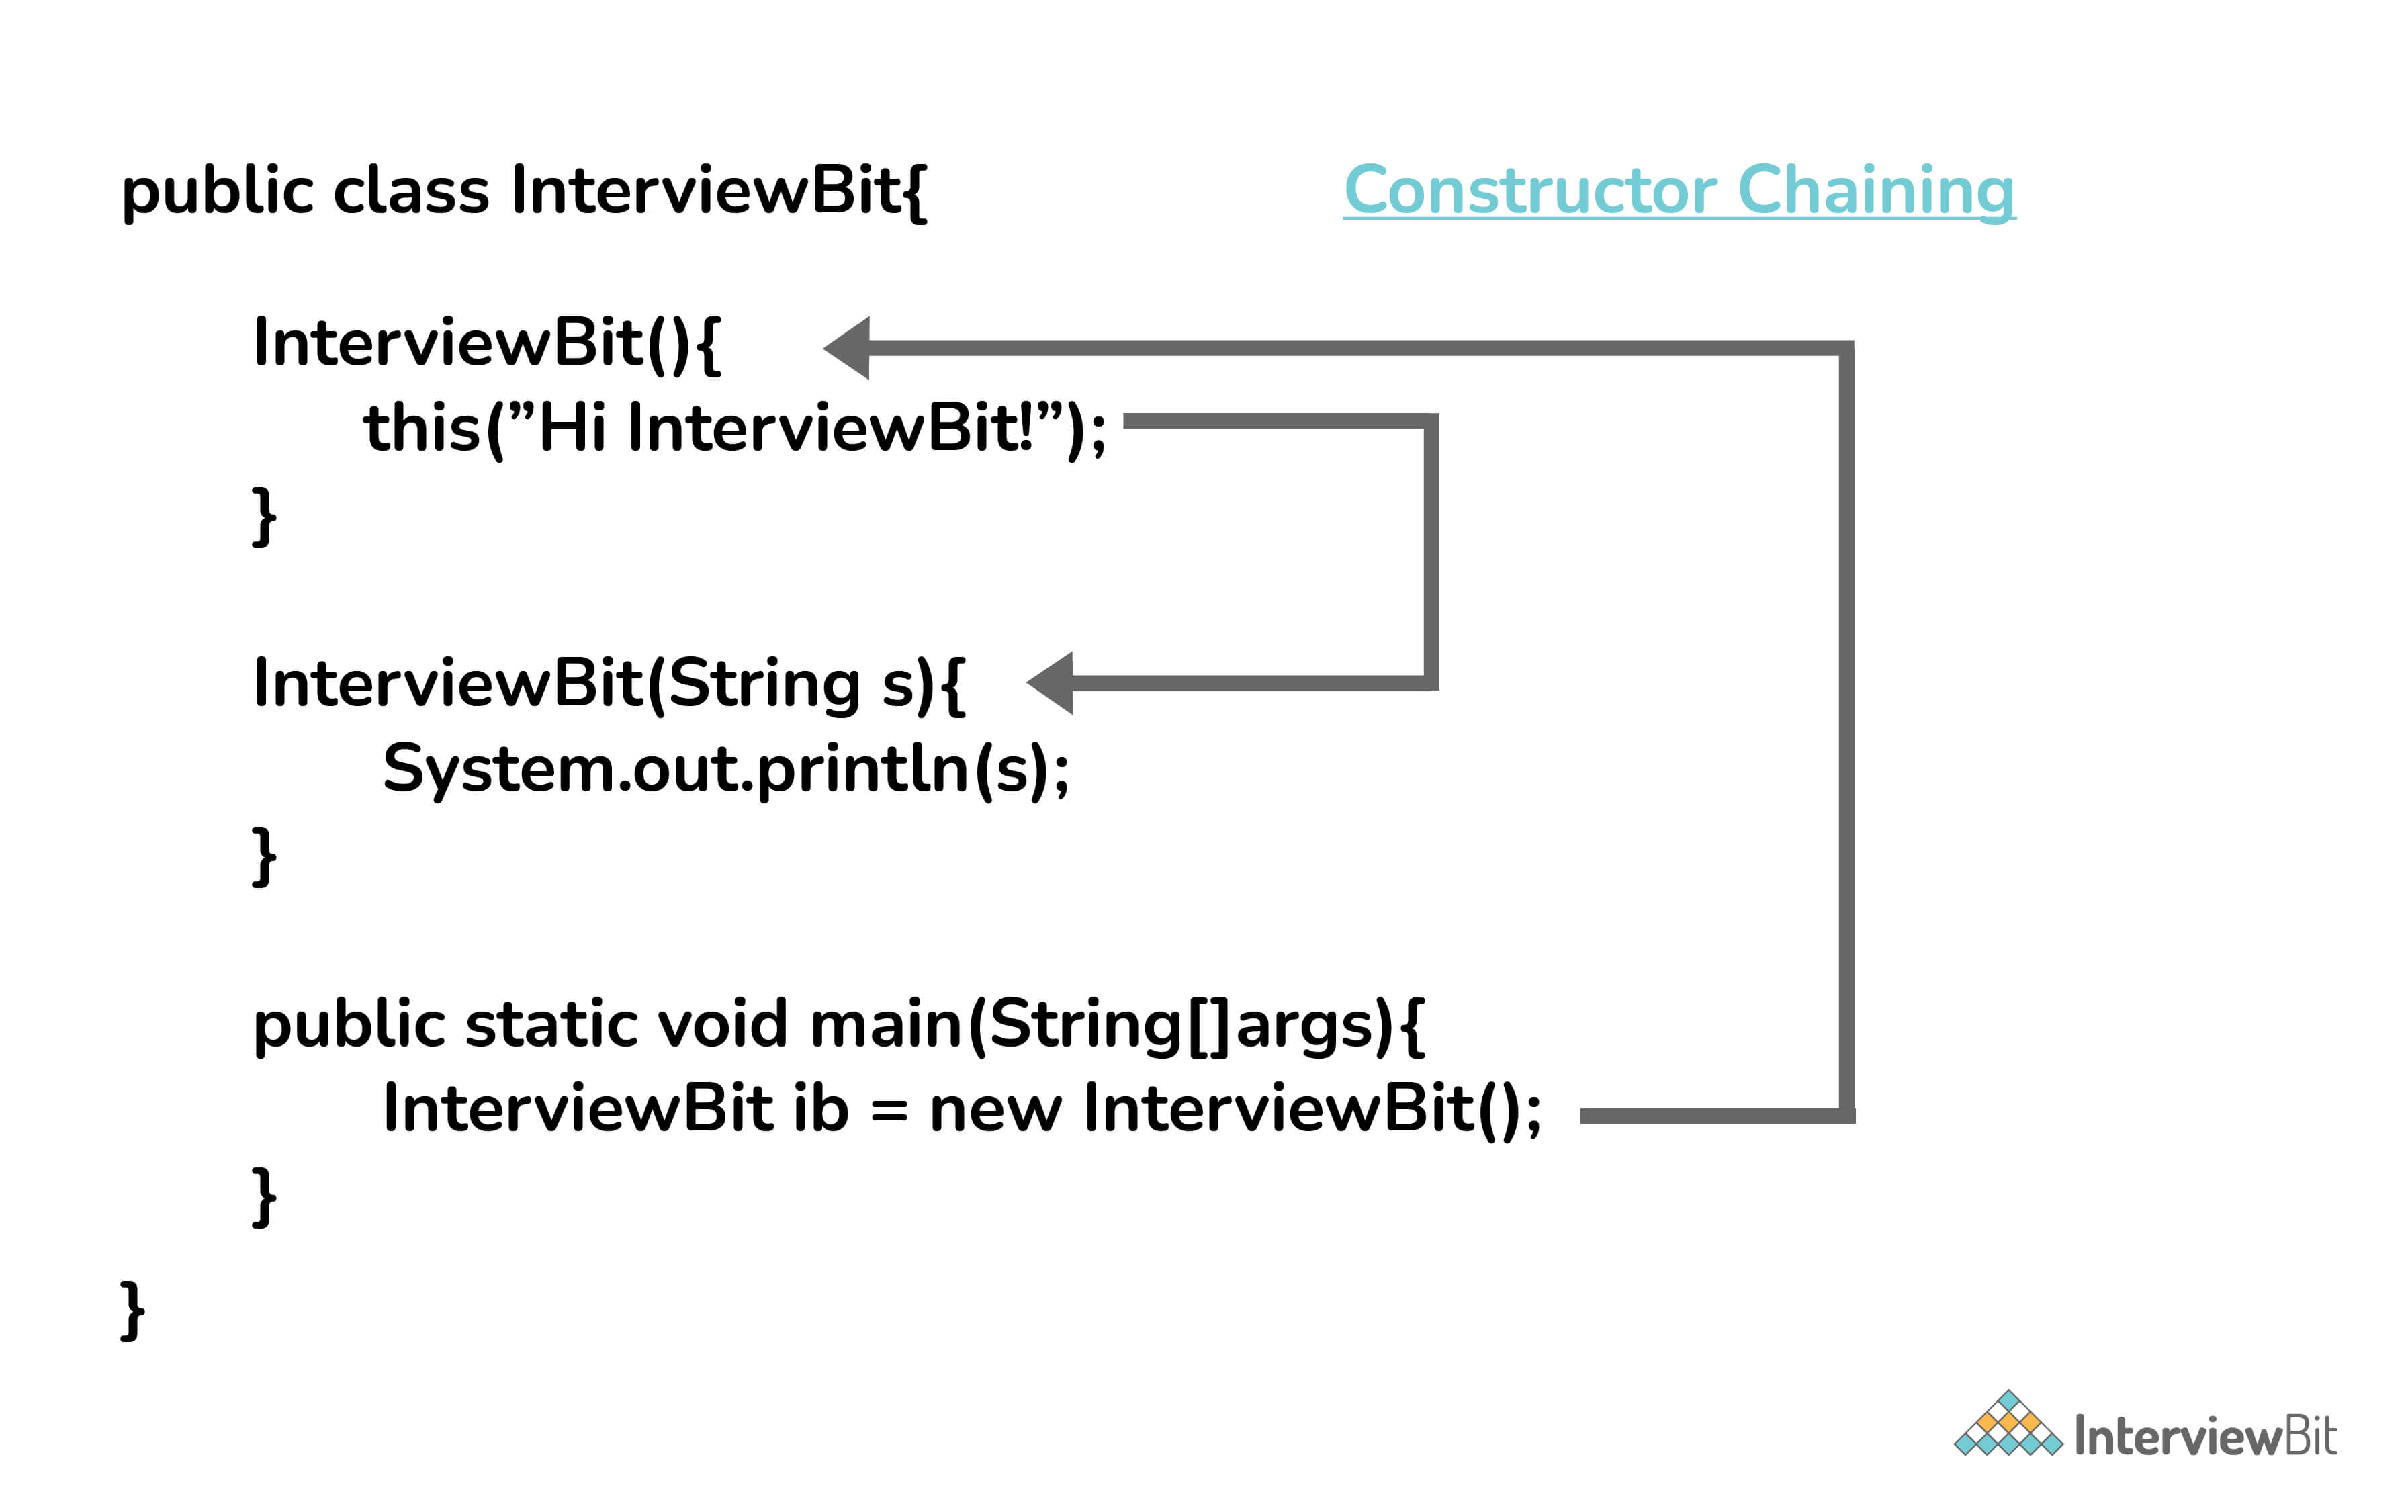 public class InterviewBit{
Constructor Chaining
InterviewBit(){
this(”Hi InterviewBit!”);
}
InterviewBit(String s){
System.out.println(s);
}
public static void main(String[]args){
InterviewBit ib = new InterviewBit();
}
}
InterviewBit